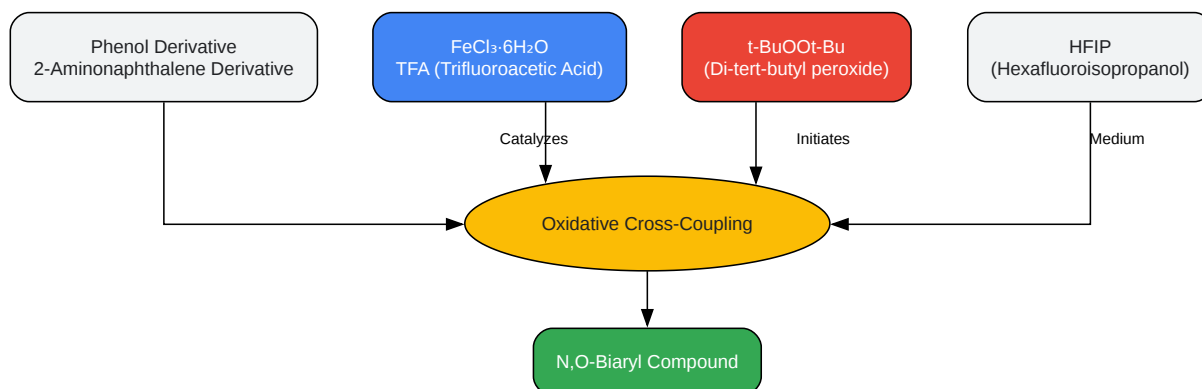 Phenol Derivative
2-Aminonaphthalene Derivative
FeCl₃·6H₂O
TFA (Trifluoroacetic Acid)
t-BuOOt-Bu
(Di-tert-butyl peroxide)
HFIP
(Hexafluoroisopropanol)
Catalyzes
Initiates
Medium
Oxidative Cross-Coupling
N,O-Biaryl Compound